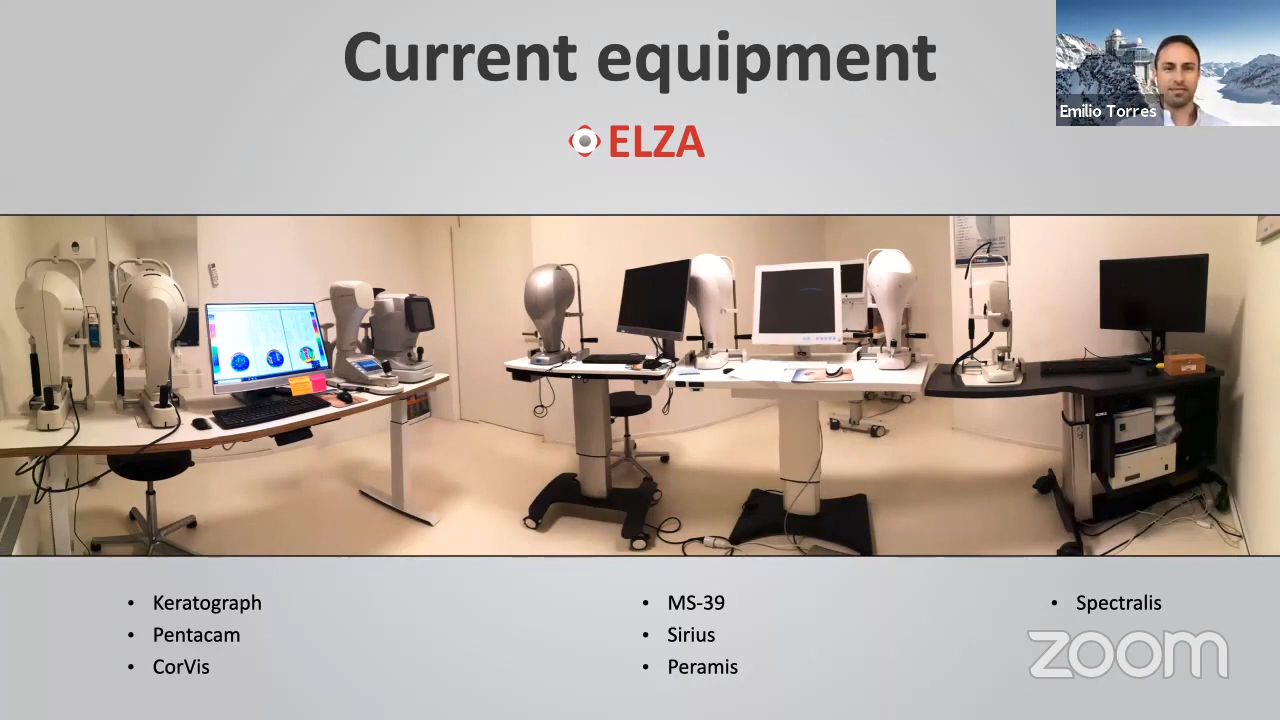 Current equipment
ELZA
Emilio Torres
• Keratograph
• Pentacam
• CorVis
• MS-39
• Sirius
• Peramis
• Spectralis
zoom